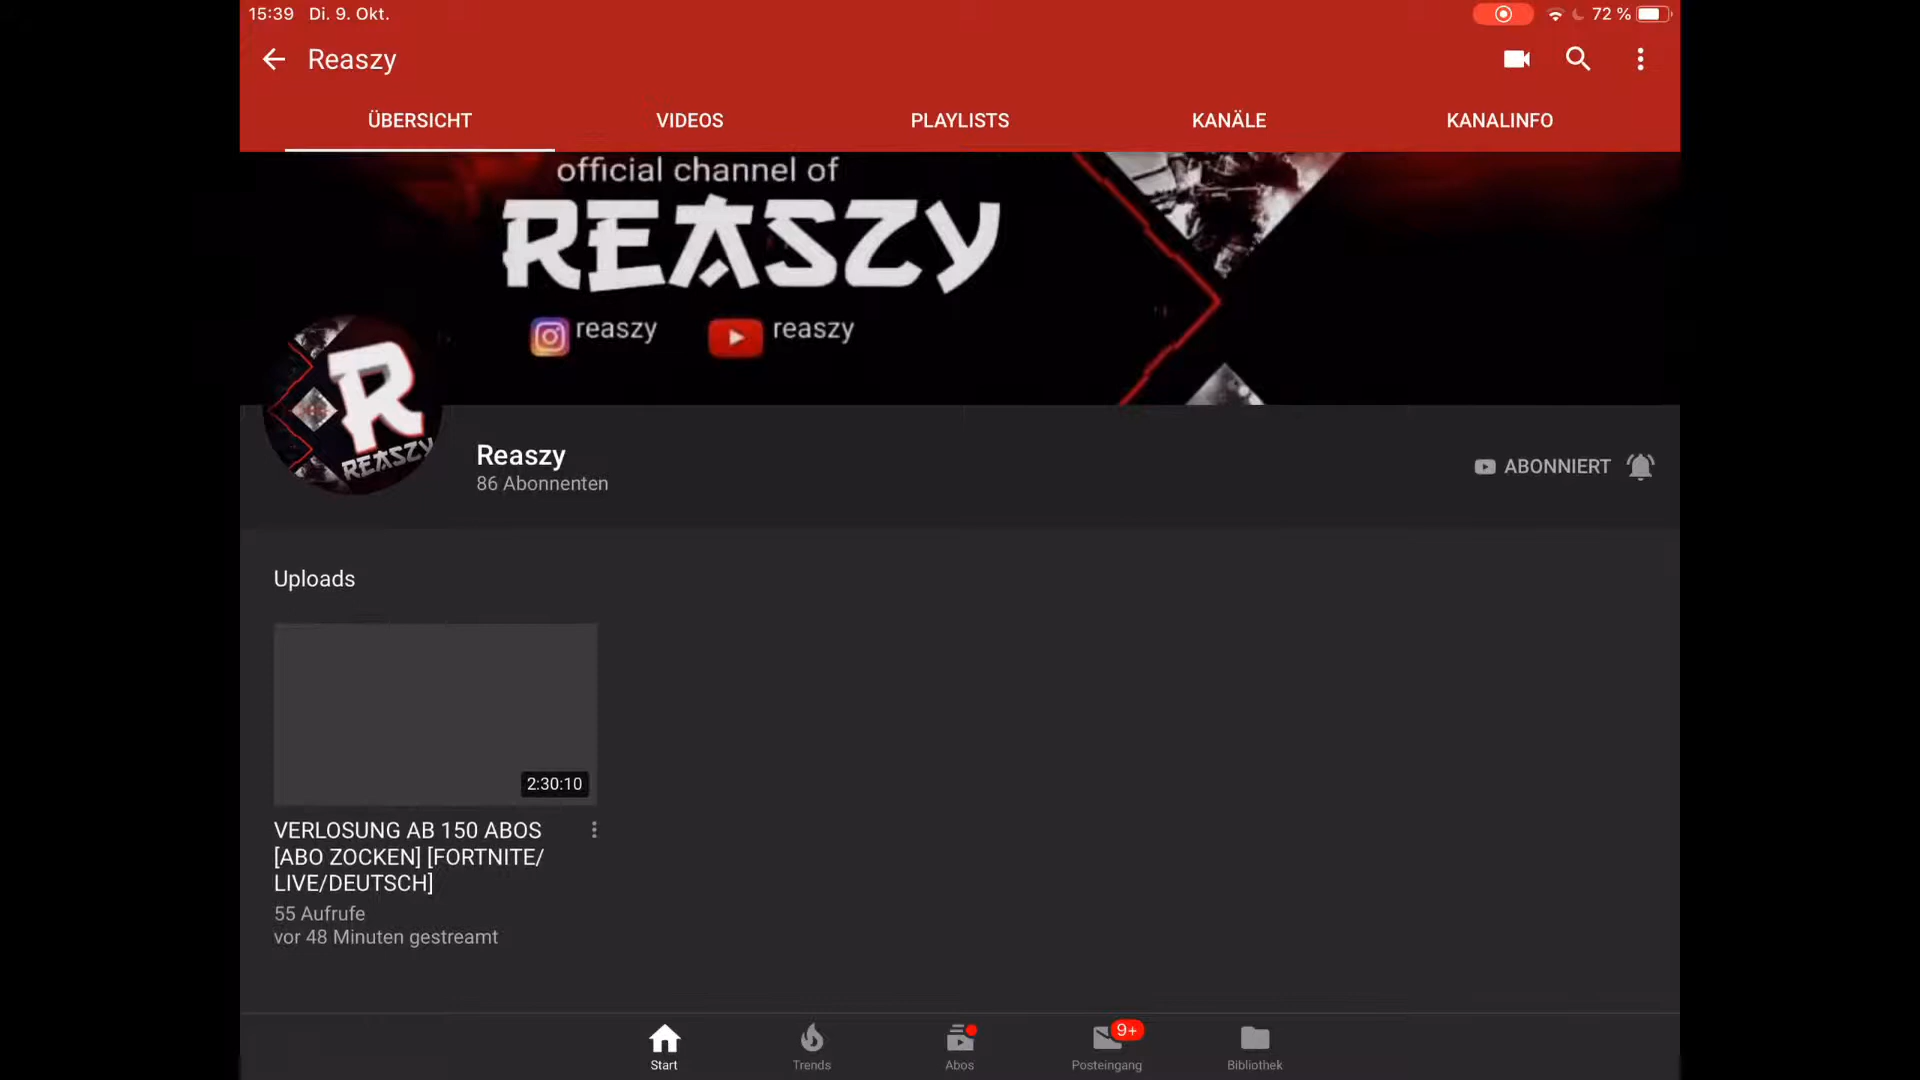 15:39 Di. 9. Okt. 72 %
Reaszy
ÜBERSICHT VIDEOS PLAYLISTS KANÄLE KANALINFO
official channel of
REASZY
reaszy reaszy
R
REASZY
Reaszy
86 Abonnenten
ABONNIERT
Uploads
2:30:10
VERLOSUNG AB 150 ABOS
[ABO ZOCKEN] [FORTNITE/
LIVE/DEUTSCH]
55 Aufrufe
vor 48 Minuten gestreamt
9+
Start Trends Abos Posteingang Bibliothek